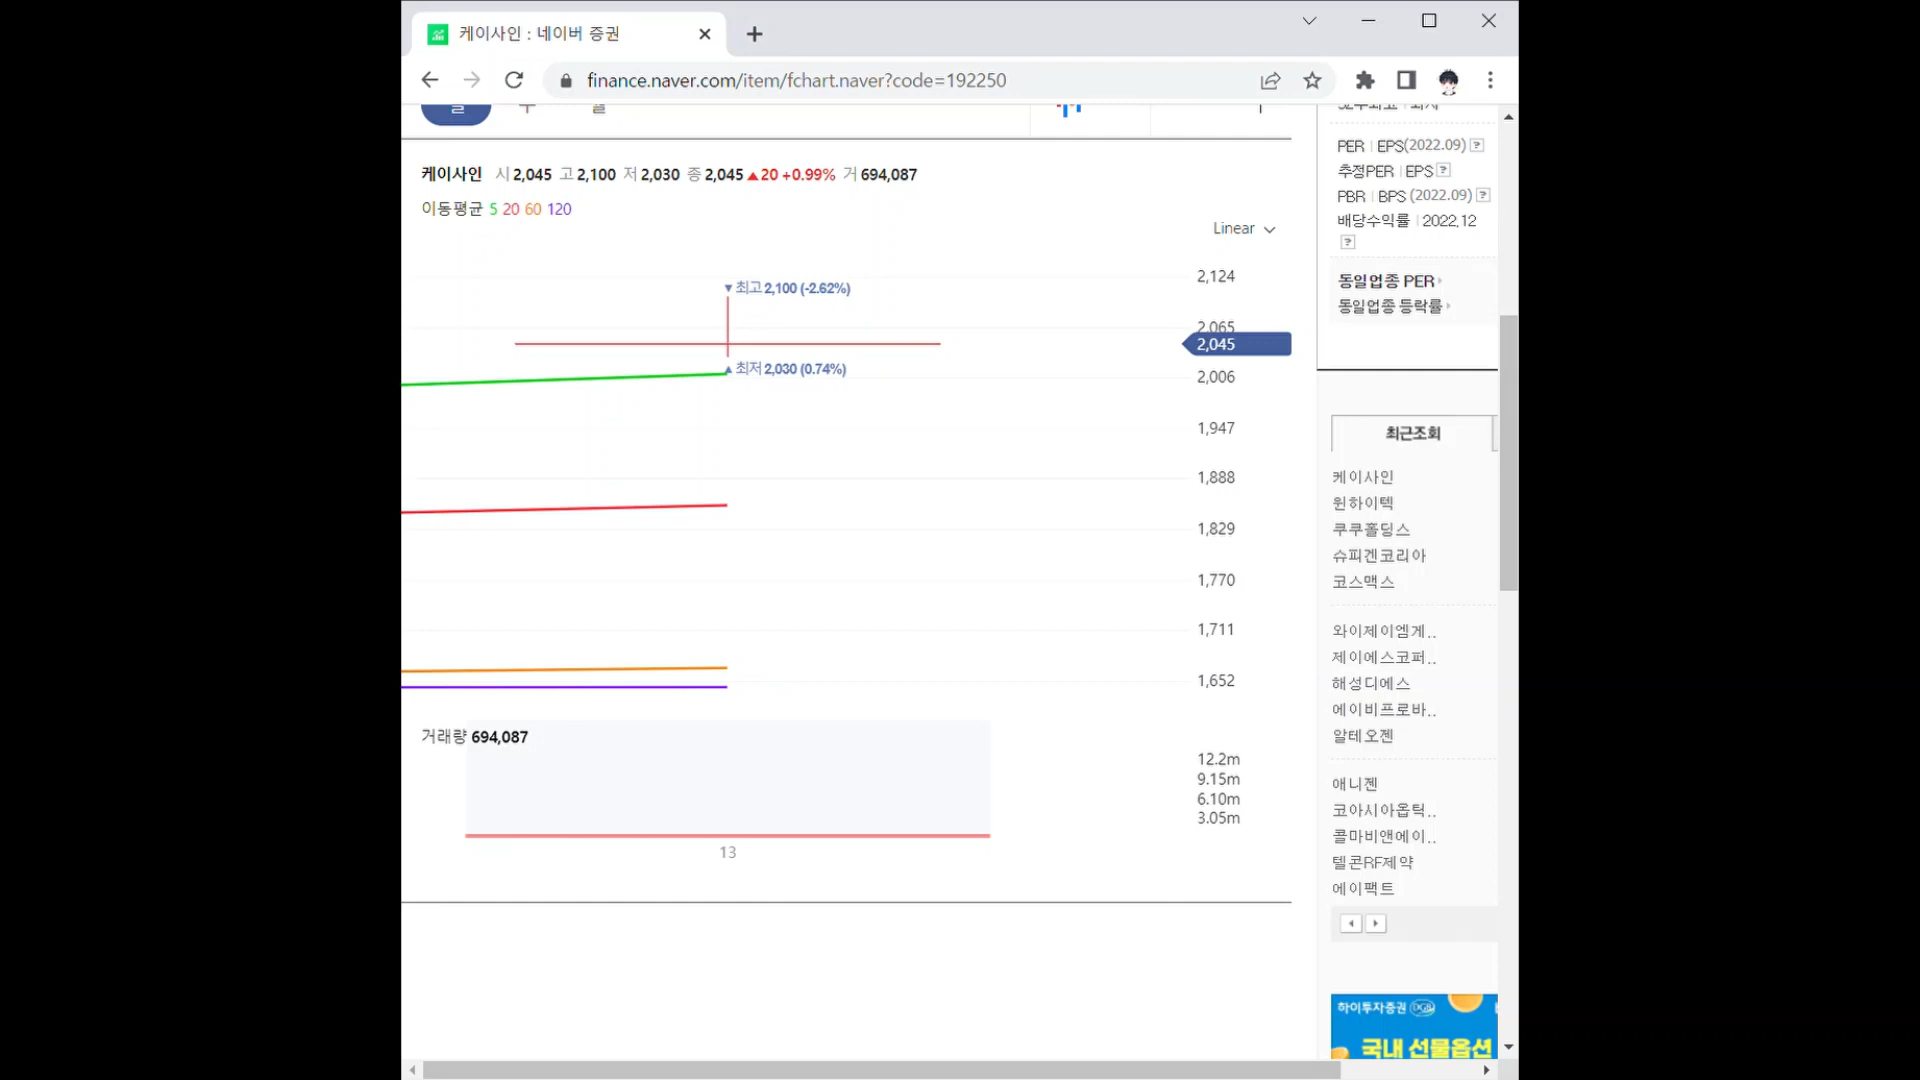 케이사인 : 네이버 증권
finance.naver.com/item/fchart.naver?code=192250
일 주 월
케이사인 시 2,045 고 2,100 저 2,030 종 2,045 ▲20 +0.99% 거 694,087
이동평균 5 20 60 120
Linear
2,124
▼최고 2,100 (-2.62%)
2,065
2,045
▲최저 2,030 (0.74%)
2,006
1,947
1,888
1,829
1,770
1,711
1,652
거래량 694,087
12.2m
9.15m
6.10m
3.05m
13
PER | EPS(2022.09) ?
추정PER | EPS ?
PBR | BPS (2022.09) ?
배당수익률 | 2022.12
?
동일업종 PER
동일업종 등락률
최근조회
케이사인
윈하이텍
쿠쿠홀딩스
슈피겐코리아
코스맥스
와이제이엠게..
제이에스코퍼..
해성디에스
에이비프로바..
알테오젠
애니젠
코아시아옵틱..
콜마비앤에이..
텔콘RF제약
에이팩트
하이투자증권 DGB
국내 선물옵션